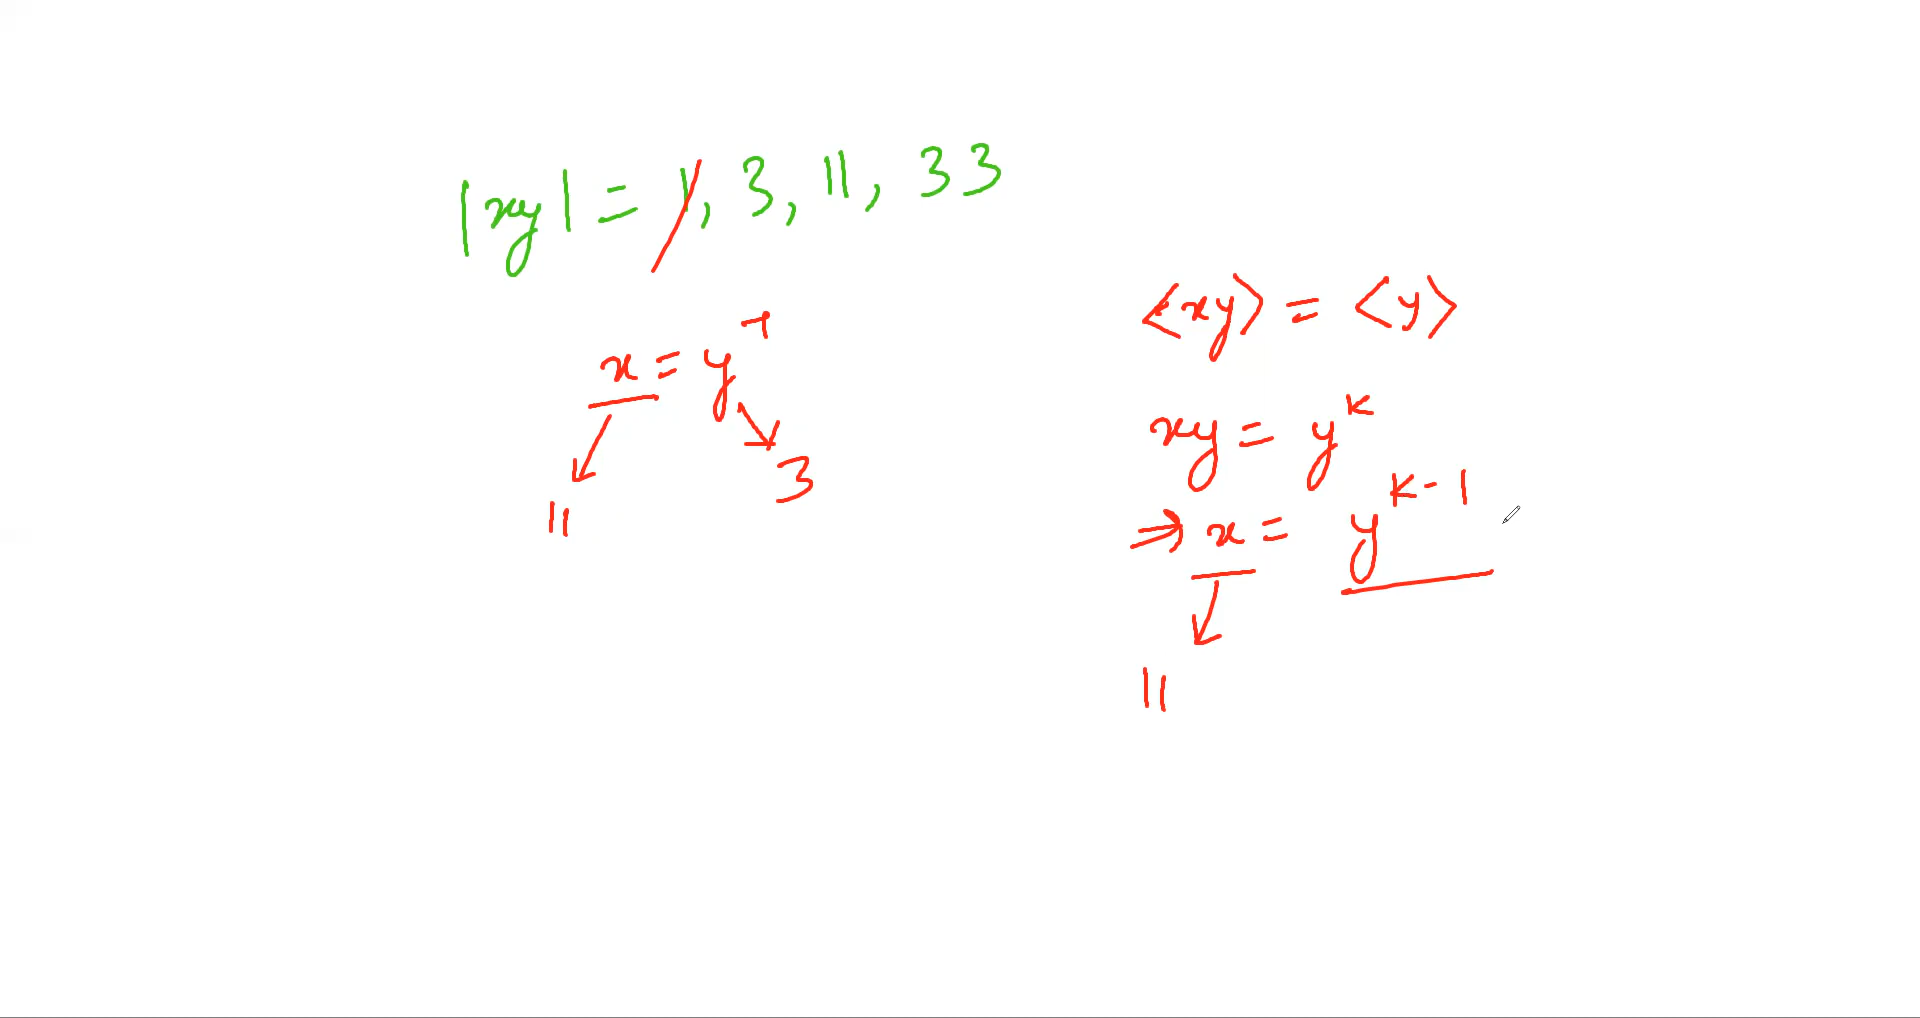 |xy| = 1, 3, 11, 33
x = y⁻¹
11
3
⟨xy⟩ = ⟨y⟩
xy = y^k
⇒ x = y^{k-1}
11